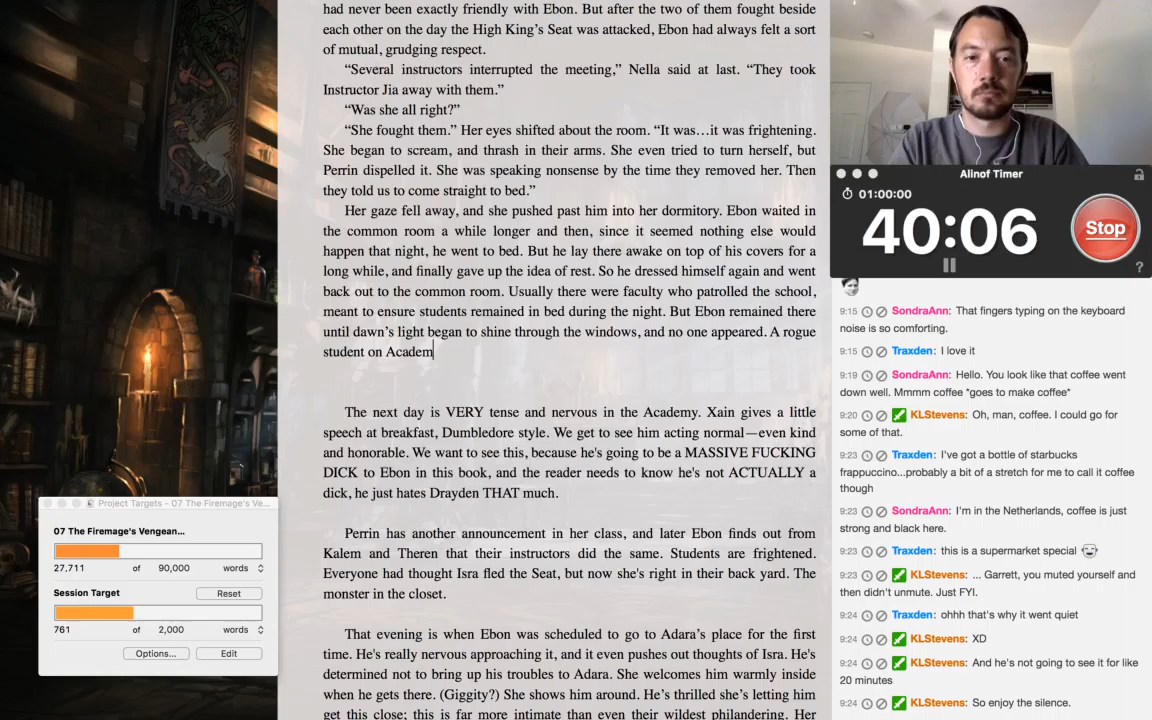 had never been exactly friendly with Ebon. But after the two of them fought beside
each other on the day the High King’s Seat was attacked, Ebon had always felt a sort
of mutual, grudging respect.
“Several instructors interrupted the meeting,” Nella said at last. “They took
Instructor Jia away with them.”
“Was she all right?”
“She fought them.” Her eyes shifted about the room. “It was…it was frightening.
She began to scream, and thrash in their arms. She even tried to turn herself, but
Perrin dispelled it. She was speaking nonsense by the time they removed her. Then
they told us to come straight to bed.”
Her gaze fell away, and she pushed past him into her dormitory. Ebon waited in
the common room a while longer and then, since it seemed nothing else would
happen that night, he went to bed. But he lay there awake on top of his covers for a
long while, and finally gave up the idea of rest. So he dressed himself again and went
back out to the common room. Usually there were faculty who patrolled the school,
meant to ensure students remained in bed during the night. But Ebon remained there
until dawn’s light began to shine through the windows, and no one appeared. A rogue
student on Academ
The next day is VERY tense and nervous in the Academy. Xain gives a little
speech at breakfast, Dumbledore style. We get to see him acting normal—even kind
and honorable. We want to see this, because he's going to be a MASSIVE FUCKING
DICK to Ebon in this book, and the reader needs to know he's not ACTUALLY a
dick, he just hates Drayden THAT much.
Perrin has another announcement in her class, and later Ebon finds out from
Kalem and Theren that their instructors did the same. Students are frightened.
Everyone had thought Isra fled the Seat, but now she's right in their back yard. The
monster in the closet.
That evening is when Ebon was scheduled to go to Adara’s place for the first
time. He's really nervous approaching it, and it even pushes out thoughts of Isra. He's
determined not to bring up his troubles to Adara. She welcomes him warmly inside
when he gets there. (Giggity?) She shows him around. He’s thrilled she’s letting him
get this close; this is far more intimate than even their wildest philandering. Her
Project Targets - 07 The Firemage's Ve...
07 The Firemage's Vengean...
27,711 of 90,000 words
Session Target
Reset
761 of 2,000 words
Options...
Edit
Alinof Timer
01:00:00
40:06
Stop
?
9:15 SondraAnn: That fingers typing on the keyboard
noise is so comforting.
9:15 Traxden: I love it
9:19 SondraAnn: Hello. You look like that coffee went
down well. Mmmm coffee *goes to make coffee*
9:20 KLStevens: Oh, man, coffee. I could go for
some of that.
9:23 Traxden: I've got a bottle of starbucks
frappuccino...probably a bit of a stretch for me to call it coffee
though
9:23 SondraAnn: I'm in the Netherlands, coffee is just
strong and black here.
9:23 Traxden: this is a supermarket special
9:23 KLStevens: ... Garrett, you muted yourself and
then didn't unmute. Just FYI.
9:24 Traxden: ohhh that's why it went quiet
9:24 KLStevens: XD
9:24 KLStevens: And he's not going to see it for like
20 minutes
9:24 KLStevens: So enjoy the silence.